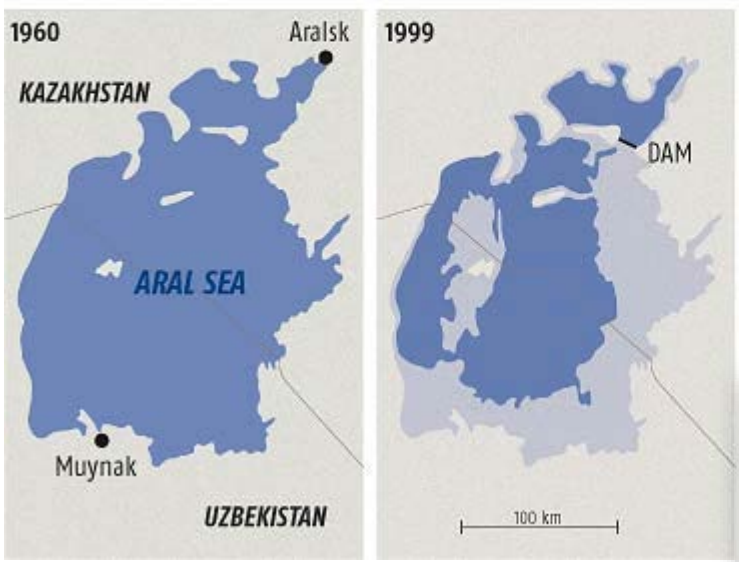 1960
Aralsk
KAZAKHSTAN
ARAL SEA
Muynak
UZBEKISTAN
1999
DAM
100 km